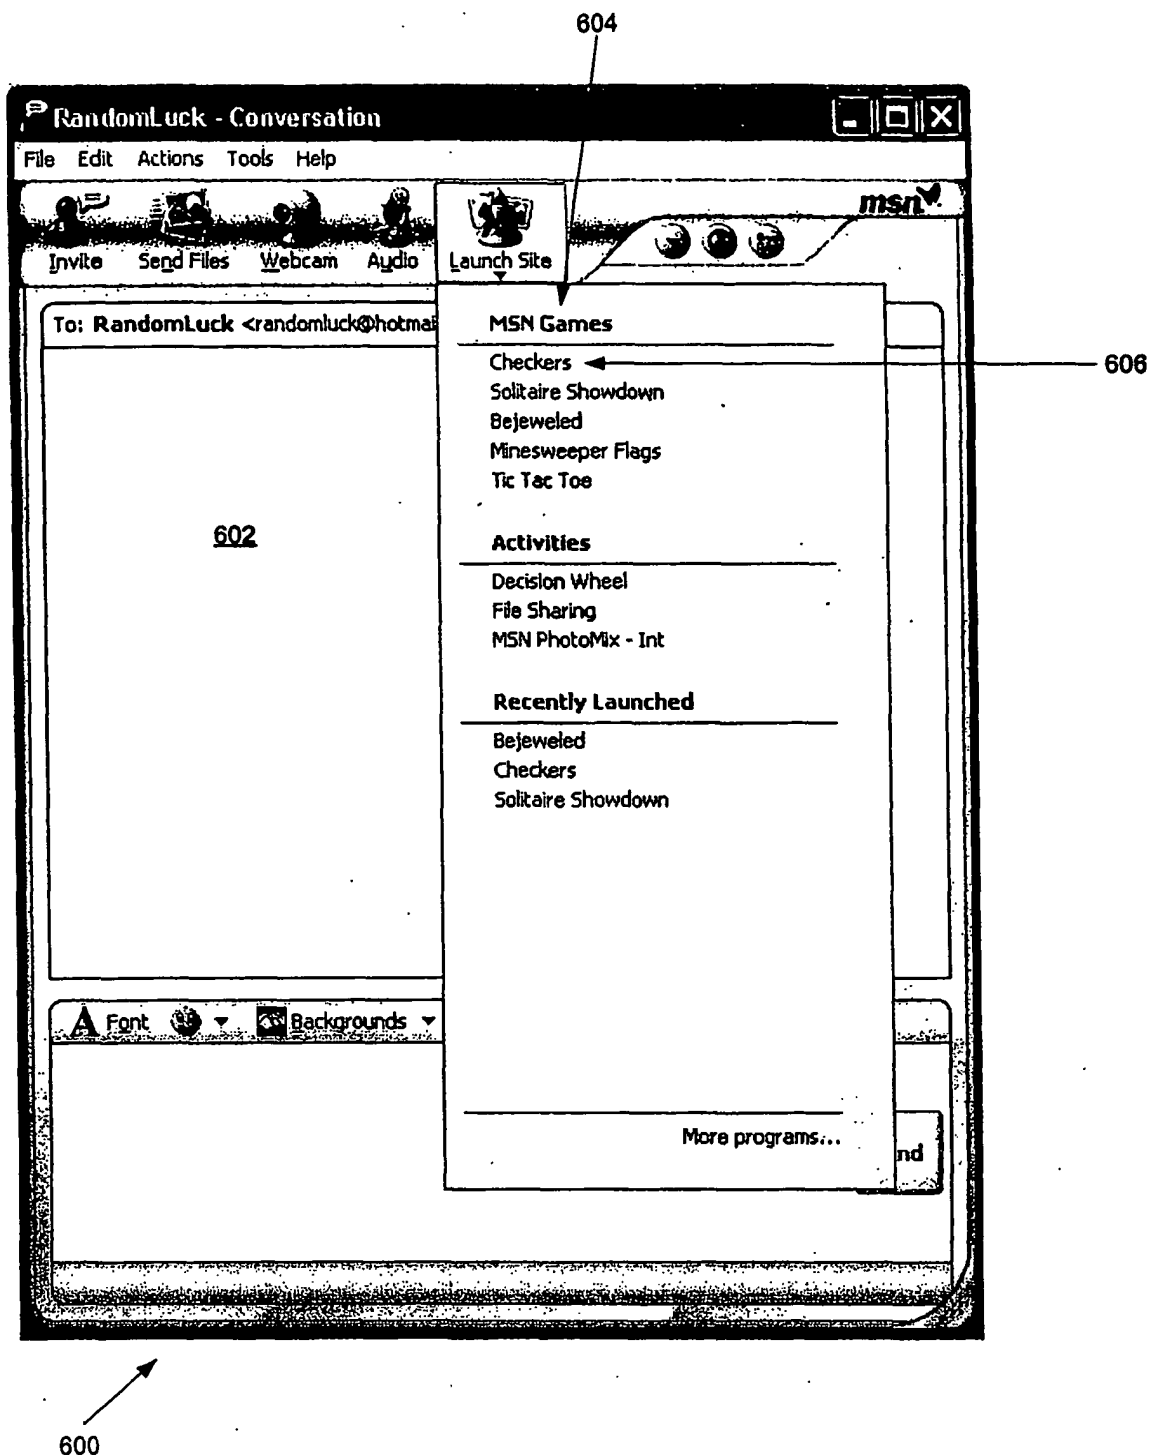 604
RandomLuck - Conversation
File Edit Actions Tools Help
msn
Invite Send Files Webcam Audio Launch Site
To: RandomLuck <randomluck@hotmai
MSN Games
Checkers
606
Solitaire Showdown
Bejeweled
Minesweeper Flags
Tic Tac Toe
602
Activities
Decision Wheel
File Sharing
MSN PhotoMix - Int
Recently Launched
Bejeweled
Checkers
Solitaire Showdown
A Font Backgrounds
More programs...
nd
600